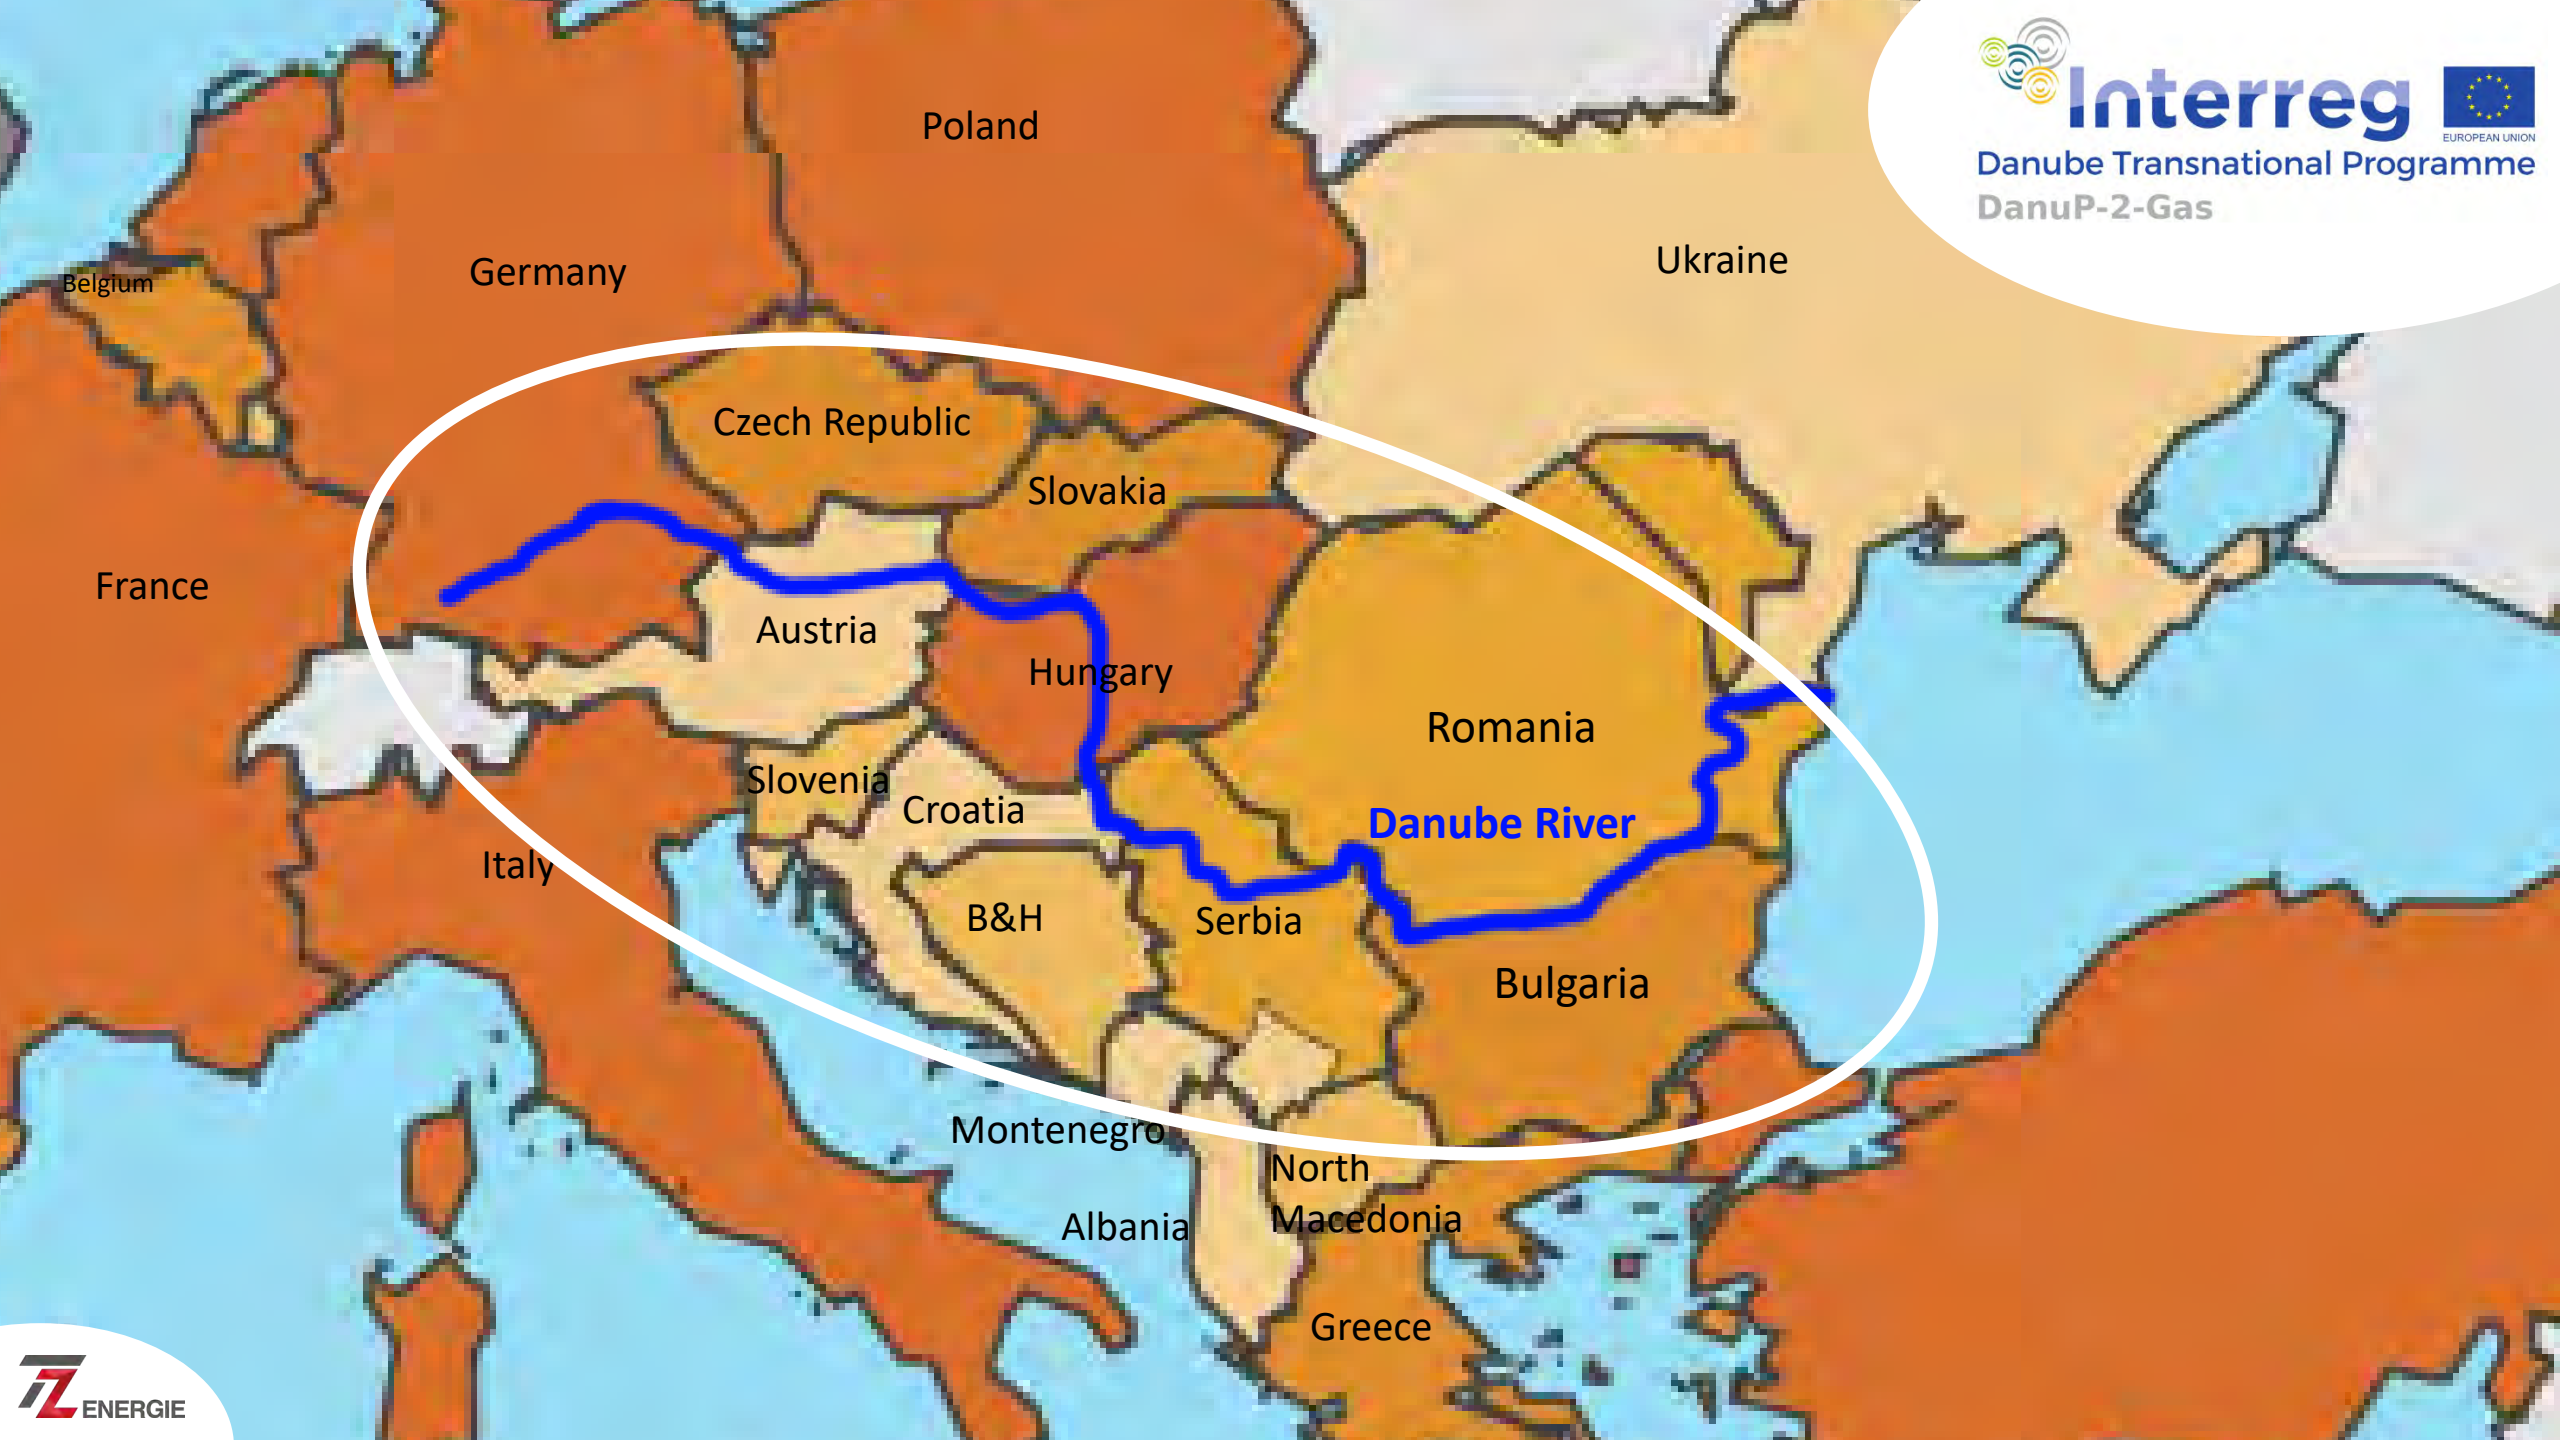 Interreg
EUROPEAN UNION
Danube Transnational Programme
DanuP-2-Gas
Poland
Ukraine
Germany
Belgium
Czech Republic
Slovakia
France
Austria
Hungary
Romania
Slovenia
Croatia
Danube River
Italy
B&H
Serbia
Bulgaria
Montenegro
North
Macedonia
Albania
Greece
TZ
ENERGIE